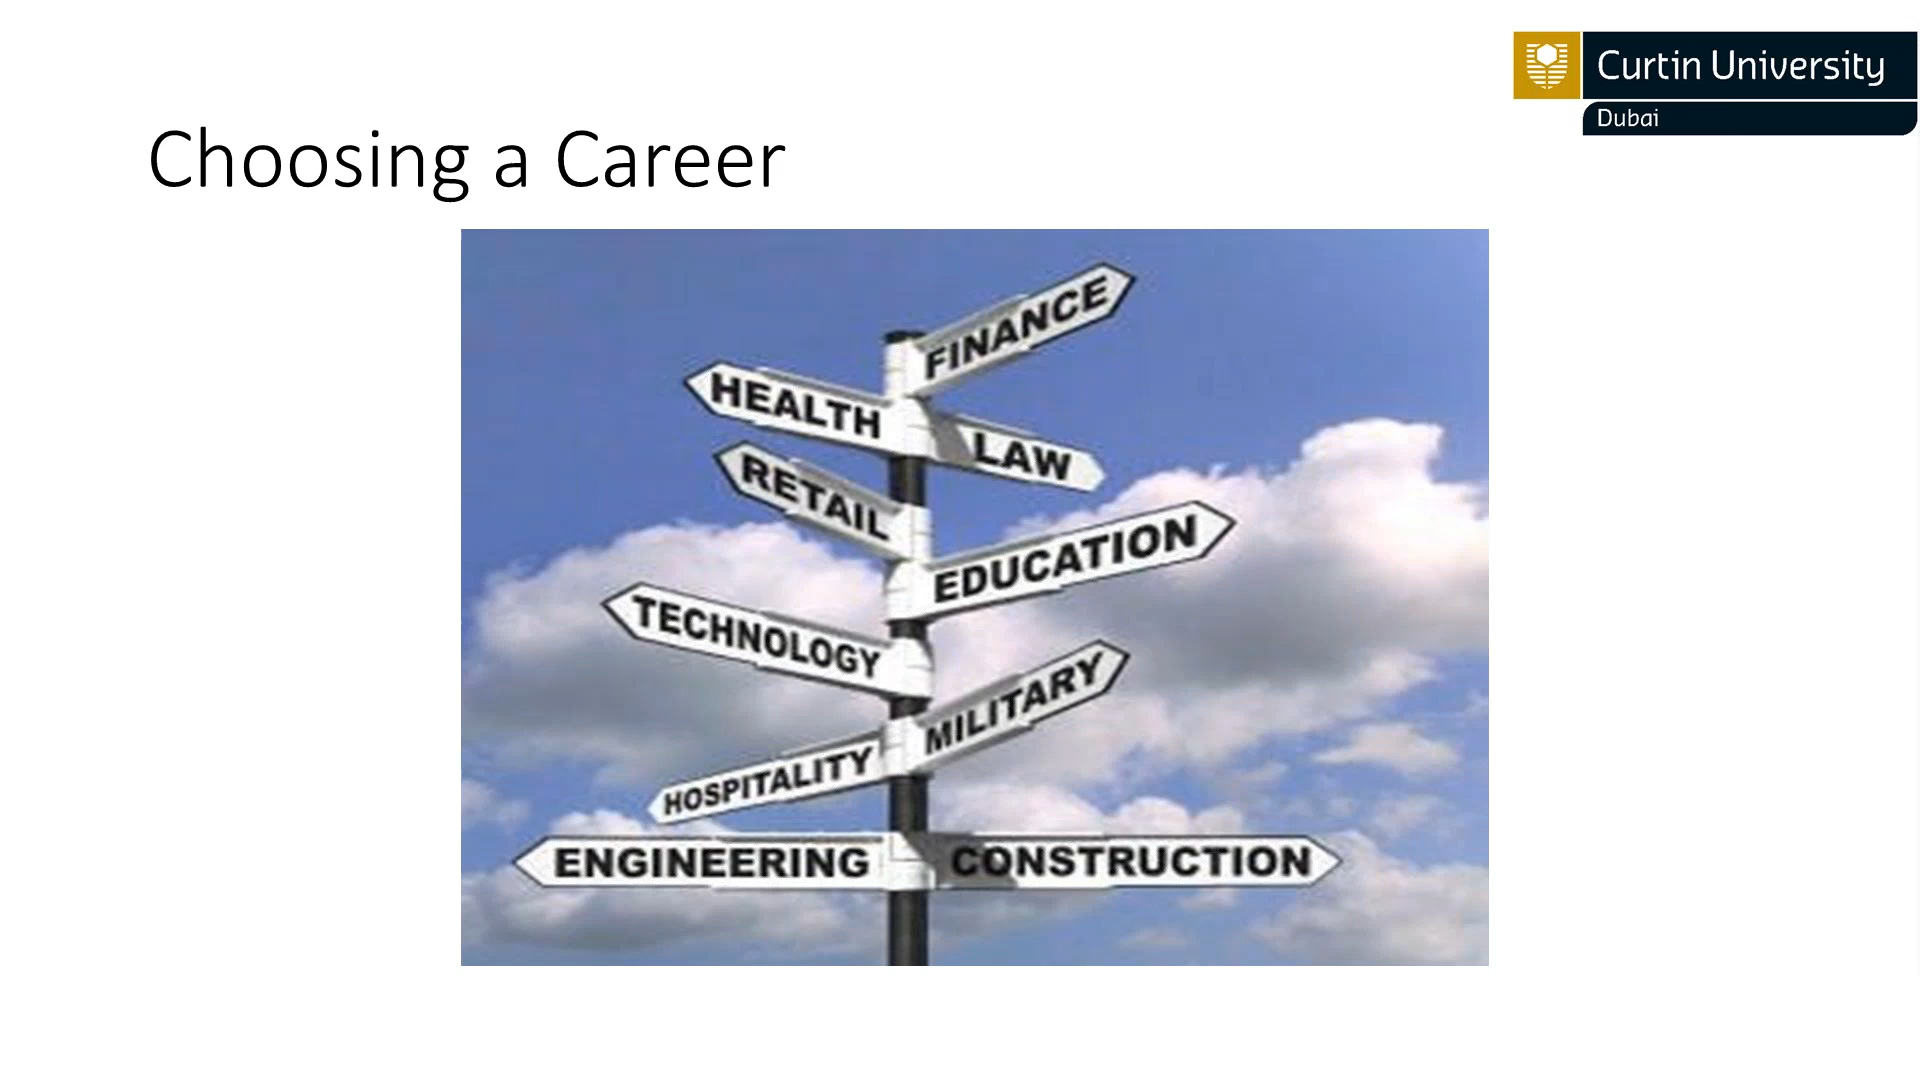 Curtin University
Dubai
Choosing a Career
FINANCE
HEALTH
LAW
RETAIL
EDUCATION
TECHNOLOGY
MILITARY
HOSPITALITY
ENGINEERING
CONSTRUCTION